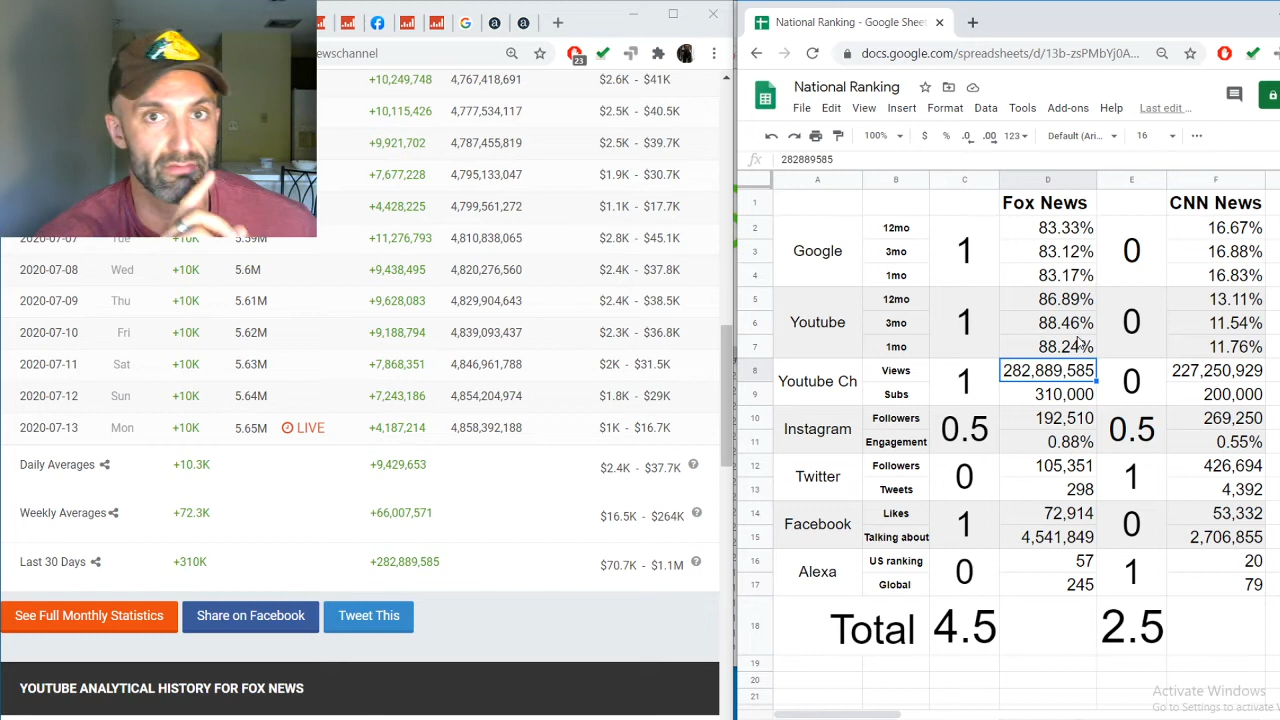 ewschannel
23
+10,249,748 4,767,418,691 $2.6K - $41K
+10,115,426 4,777,534,117 $2.5K - $40.5K
+9,921,702 4,787,455,819 $2.5K - $39.7K
+7,677,228 4,795,133,047 $1.9K - $30.7K
+4,428,225 4,799,561,272 $1.1K - $17.7K
2020-07-07 Tue +10K 5.59M +11,276,793 4,810,838,065 $2.8K - $45.1K
2020-07-08 Wed +10K 5.6M +9,438,495 4,820,276,560 $2.4K - $37.8K
2020-07-09 Thu +10K 5.61M +9,628,083 4,829,904,643 $2.4K - $38.5K
2020-07-10 Fri +10K 5.62M +9,188,794 4,839,093,437 $2.3K - $36.8K
2020-07-11 Sat +10K 5.63M +7,868,351 4,846,961,788 $2K - $31.5K
2020-07-12 Sun +10K 5.64M +7,243,186 4,854,204,974 $1.8K - $29K
2020-07-13 Mon +10K 5.65M LIVE +4,187,214 4,858,392,188 $1K - $16.7K
Daily Averages +10.3K +9,429,653 $2.4K - $37.7K
Weekly Averages +72.3K +66,007,571 $16.5K - $264K
Last 30 Days +310K +282,889,585 $70.7K - $1.1M
See Full Monthly Statistics Share on Facebook Tweet This
YOUTUBE ANALYTICAL HISTORY FOR FOX NEWS
National Ranking - Google Sheet
docs.google.com/spreadsheets/d/13b-zsPMbYj0A...
National Ranking
File Edit View Insert Format Data Tools Add-ons Help Last edit ...
100% $ % .0 .00 123 Default (Ari... 16
fx 282889585
A B C D E F
1 Fox News CNN News
2 12mo 83.33% 16.67%
3 Google 3mo 1 83.12% 0 16.88%
4 1mo 83.17% 16.83%
5 12mo 86.89% 13.11%
6 Youtube 3mo 1 88.46% 0 11.54%
7 1mo 88.24% 11.76%
8 Youtube Ch Views 1 282,889,585 0 227,250,929
9 Subs 310,000 200,000
10 Instagram Followers 0.5 192,510 0.5 269,250
11 Engagement 0.88% 0.55%
12 Twitter Followers 0 105,351 1 426,694
13 Tweets 298 4,392
14 Facebook Likes 1 72,914 0 53,332
15 Talking about 4,541,849 2,706,855
16 Alexa US ranking 0 57 1 20
17 Global 245 79
18 Total 4.5 2.5
19
20
21
Activate Windows
Go to Settings to activate